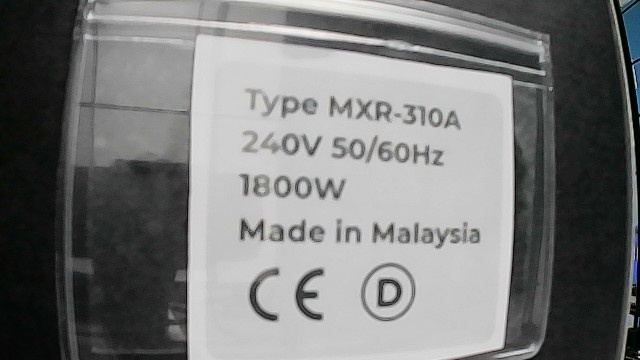 Type MXR-310A
240V 50/60Hz
1800W
Made in Malaysia
CE D